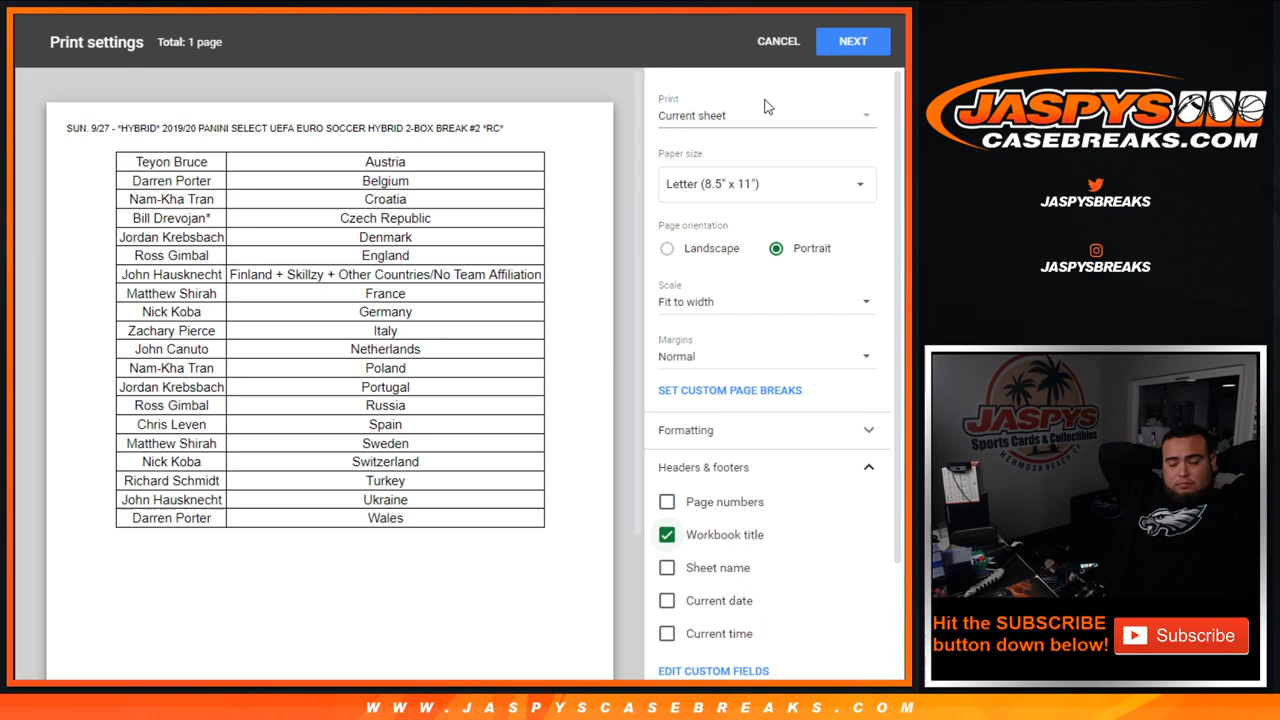 Print settings Total: 1 page
CANCEL NEXT
SUN. 9/27 - *HYBRID* 2019/20 PANINI SELECT UEFA EURO SOCCER HYBRID 2-BOX BREAK #2 *RC*
Teyon Bruce Austria
Darren Porter Belgium
Nam-Kha Tran Croatia
Bill Drevojan* Czech Republic
Jordan Krebsbach Denmark
Ross Gimbal England
John Hausknecht Finland + Skillzy + Other Countries/No Team Affiliation
Matthew Shirah France
Nick Koba Germany
Zachary Pierce Italy
John Canuto Netherlands
Nam-Kha Tran Poland
Jordan Krebsbach Portugal
Ross Gimbal Russia
Chris Leven Spain
Matthew Shirah Sweden
Nick Koba Switzerland
Richard Schmidt Turkey
John Hausknecht Ukraine
Darren Porter Wales
Print
Current sheet
Paper size
Letter (8.5" x 11")
Page orientation
Landscape Portrait
Scale
Fit to width
Margins
Normal
SET CUSTOM PAGE BREAKS
Formatting
Headers & footers
Page numbers
Workbook title
Sheet name
Current date
Current time
EDIT CUSTOM FIELDS
JASPYS
CASEBREAKS.COM
JASPYSBREAKS
JASPYSBREAKS
JASPYS
Sports Cards & Collectibles
HERMOSA BEACH
Hit the SUBSCRIBE
button down below!
Subscribe
WWW.JASPYSCASEBREAKS.COM